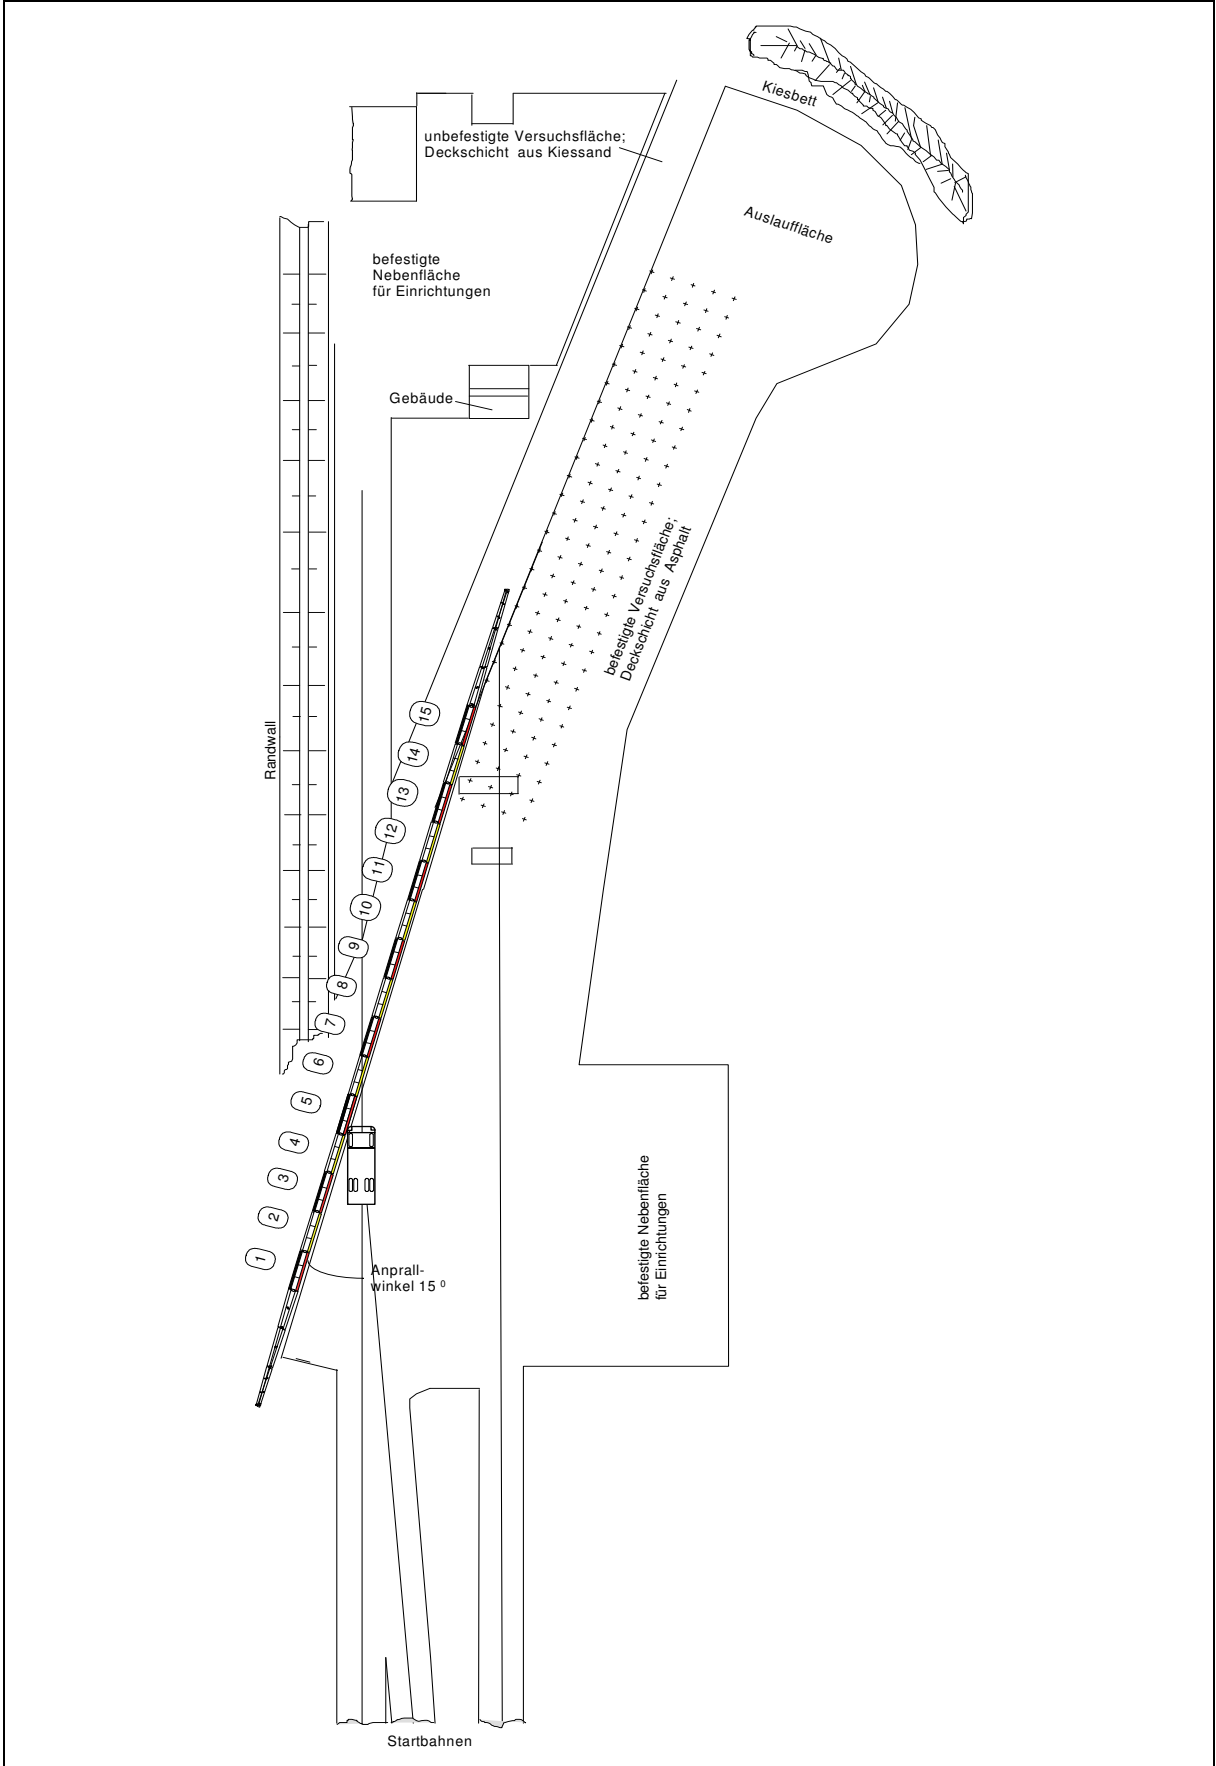 Kiesbett
unbefestigte Versuchsfläche;
Deckschicht aus Kiessand
Auslauffläche
befestigte
Nebenfläche
für Einrichtungen
Gebäude
befestigte Versuchsfläche;
Deckschicht aus Asphalt
Randwall
15
14
13
12
11
10
9
8
7
6
5
4
3
2
1
befestigte Nebenfläche
für Einrichtungen
Anprall-
winkel 15 ⁰
Startbahnen